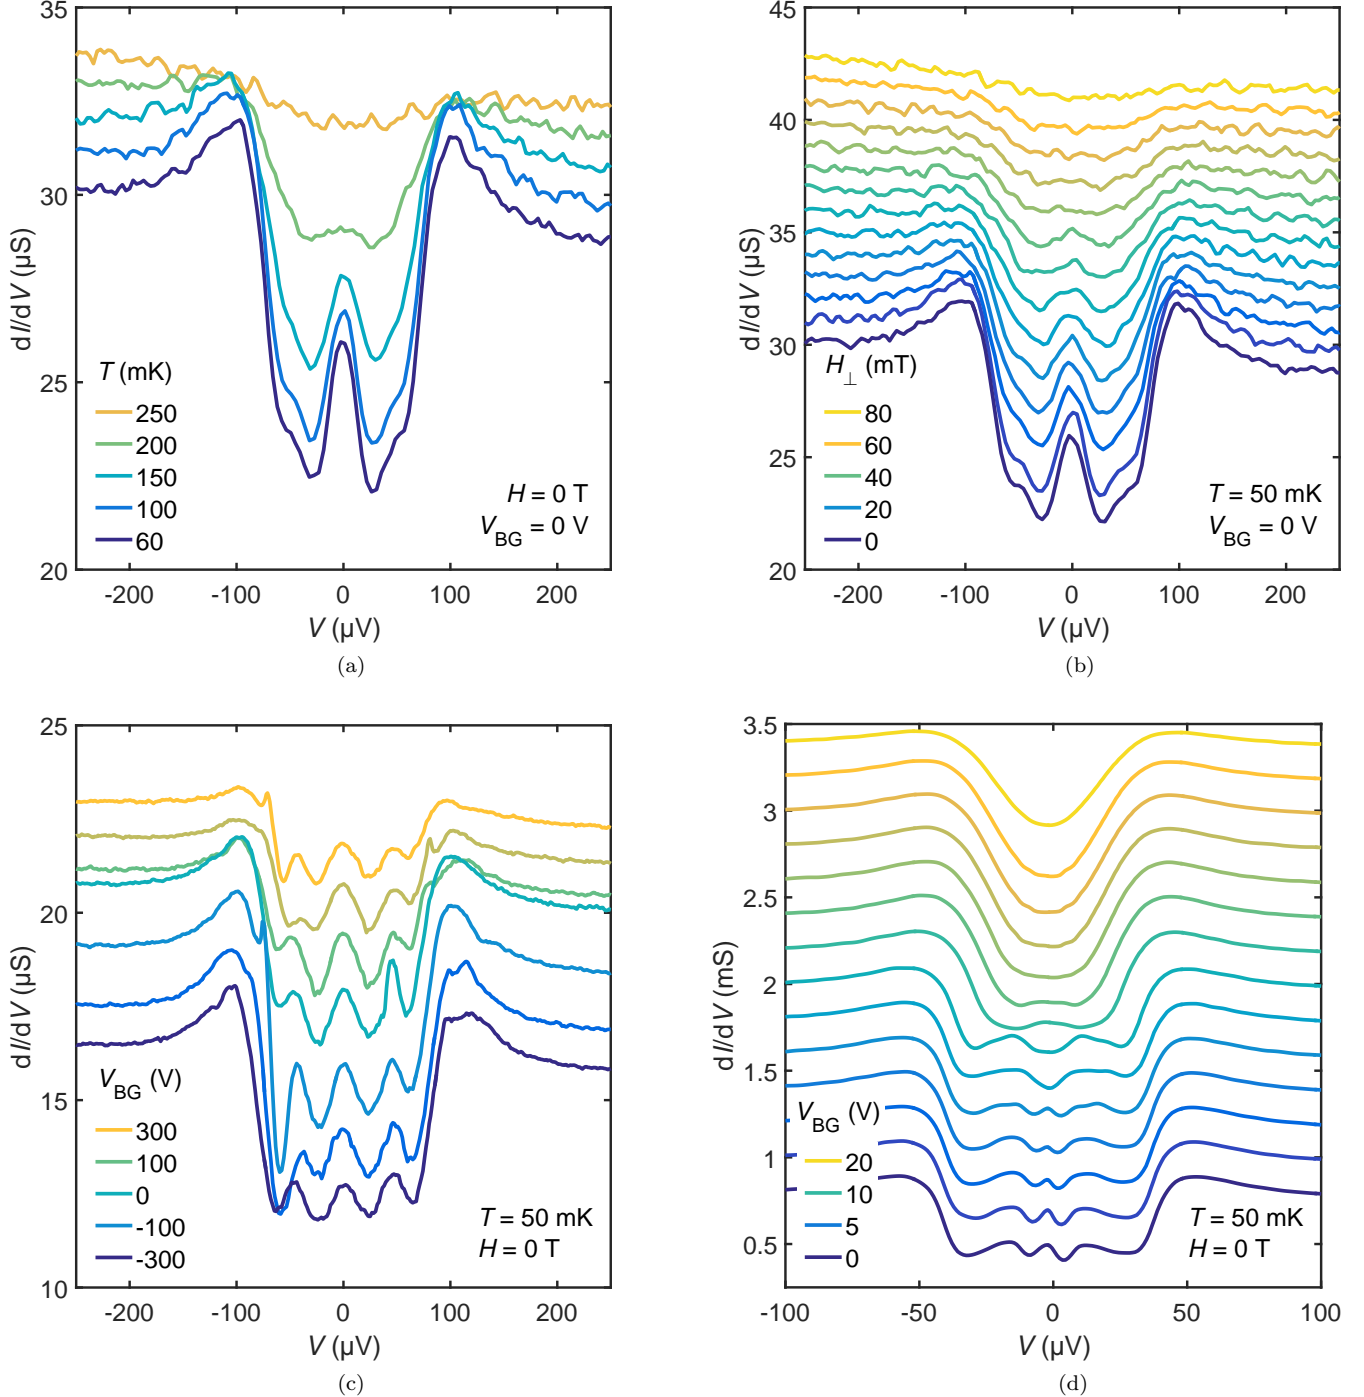 35
30
25
20
dI/dV (µS)
T (mK)
250
200
150
100
60
H = 0 T
V_BG = 0 V
-200 -100 0 100 200
V (µV)
(a)
45
40
35
30
25
20
dI/dV (µS)
H_⊥ (mT)
80
60
40
20
0
T = 50 mK
V_BG = 0 V
-200 -100 0 100 200
V (µV)
(b)
25
20
15
10
dI/dV (µS)
V_BG (V)
300
100
0
-100
-300
T = 50 mK
H = 0 T
-200 -100 0 100 200
V (µV)
(c)
3.5
3
2.5
2
1.5
1
0.5
dI/dV (mS)
V_BG (V)
20
10
5
0
T = 50 mK
H = 0 T
-100 -50 0 50 100
V (µV)
(d)